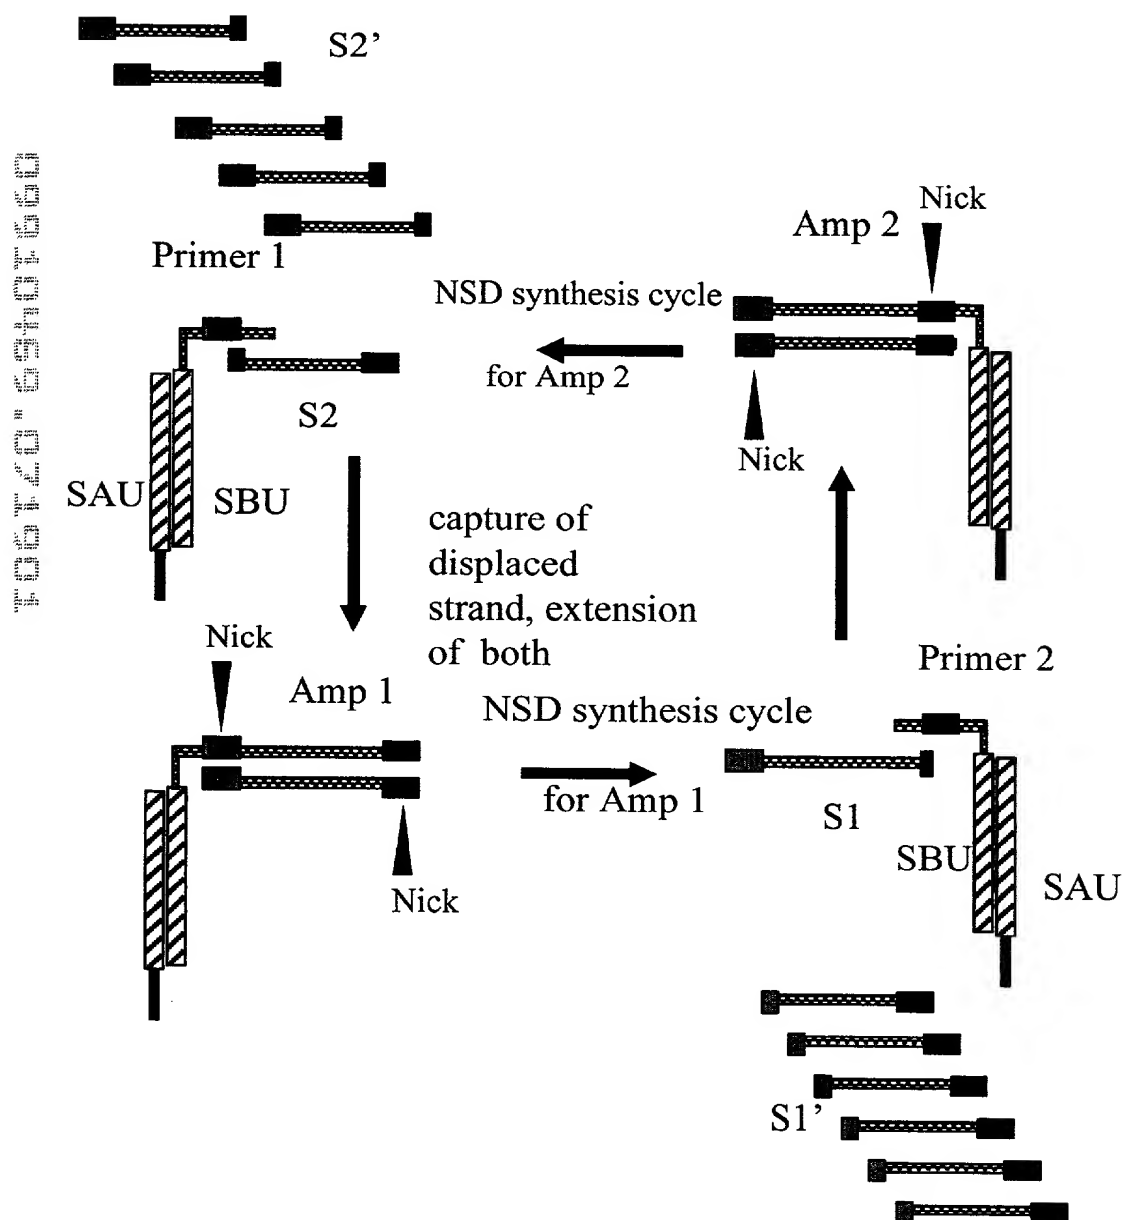 S2’
Primer 1
Nick
Amp 2
NSD synthesis cycle
for Amp 2
S2
Nick
SAU
SBU
capture of
displaced
strand, extension
of both
Nick
Amp 1
NSD synthesis cycle
for Amp 1
Primer 2
S1
SBU
SAU
Nick
S1’